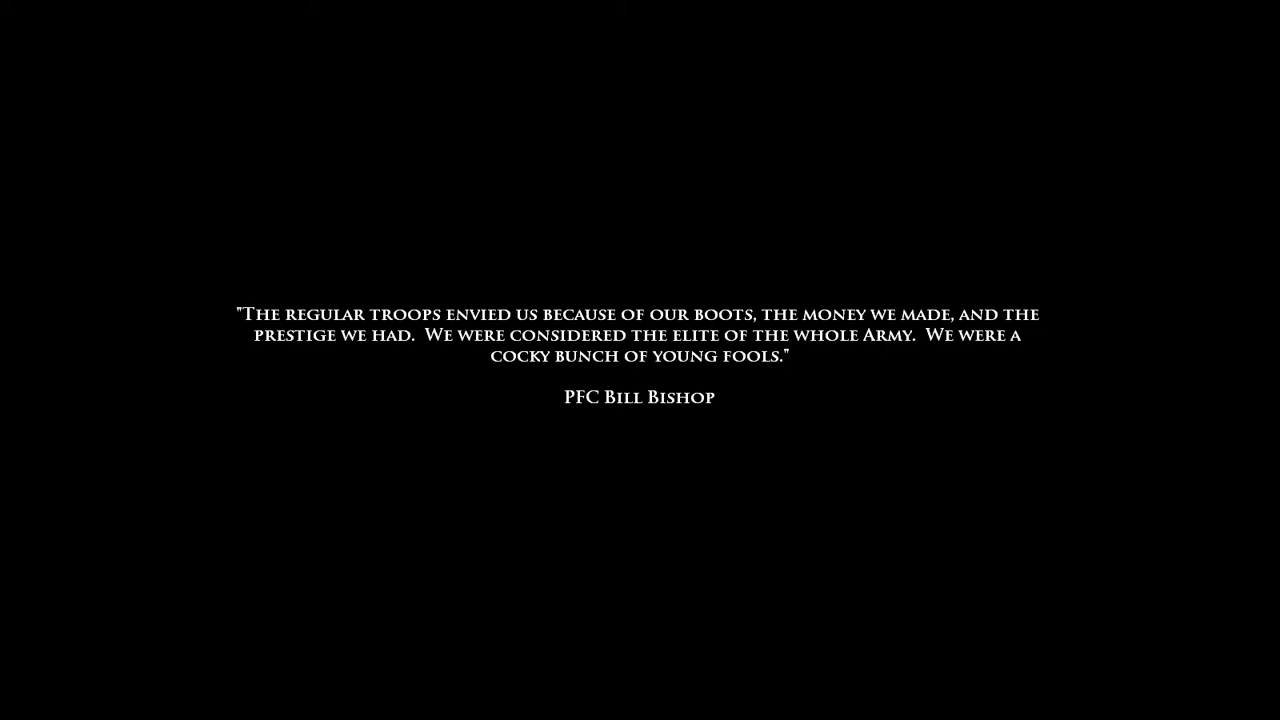 "The regular troops envied us because of our boots, the money we made, and the
prestige we had.  We were considered the elite of the whole Army.  We were a
cocky bunch of young fools."
PFC Bill Bishop